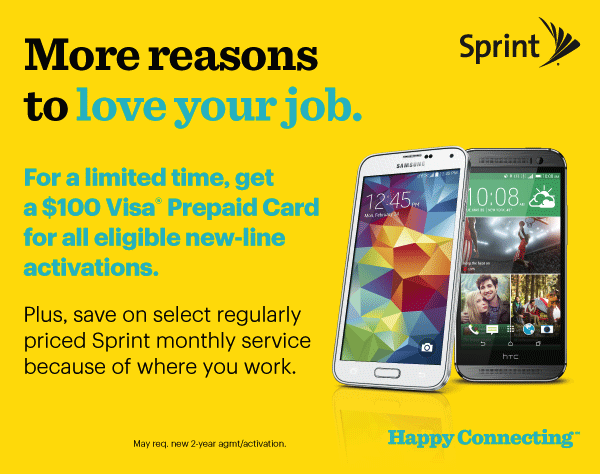 More reasons
to love your job.
Sprint
For a limited time, get
a $100 Visa® Prepaid Card
for all eligible new-line
activations.
Plus, save on select regularly
priced Sprint monthly service
because of where you work.
SAMSUNG
12:45
10:08
hTC
May req. new 2-year agmt/activation.
Happy Connecting℠